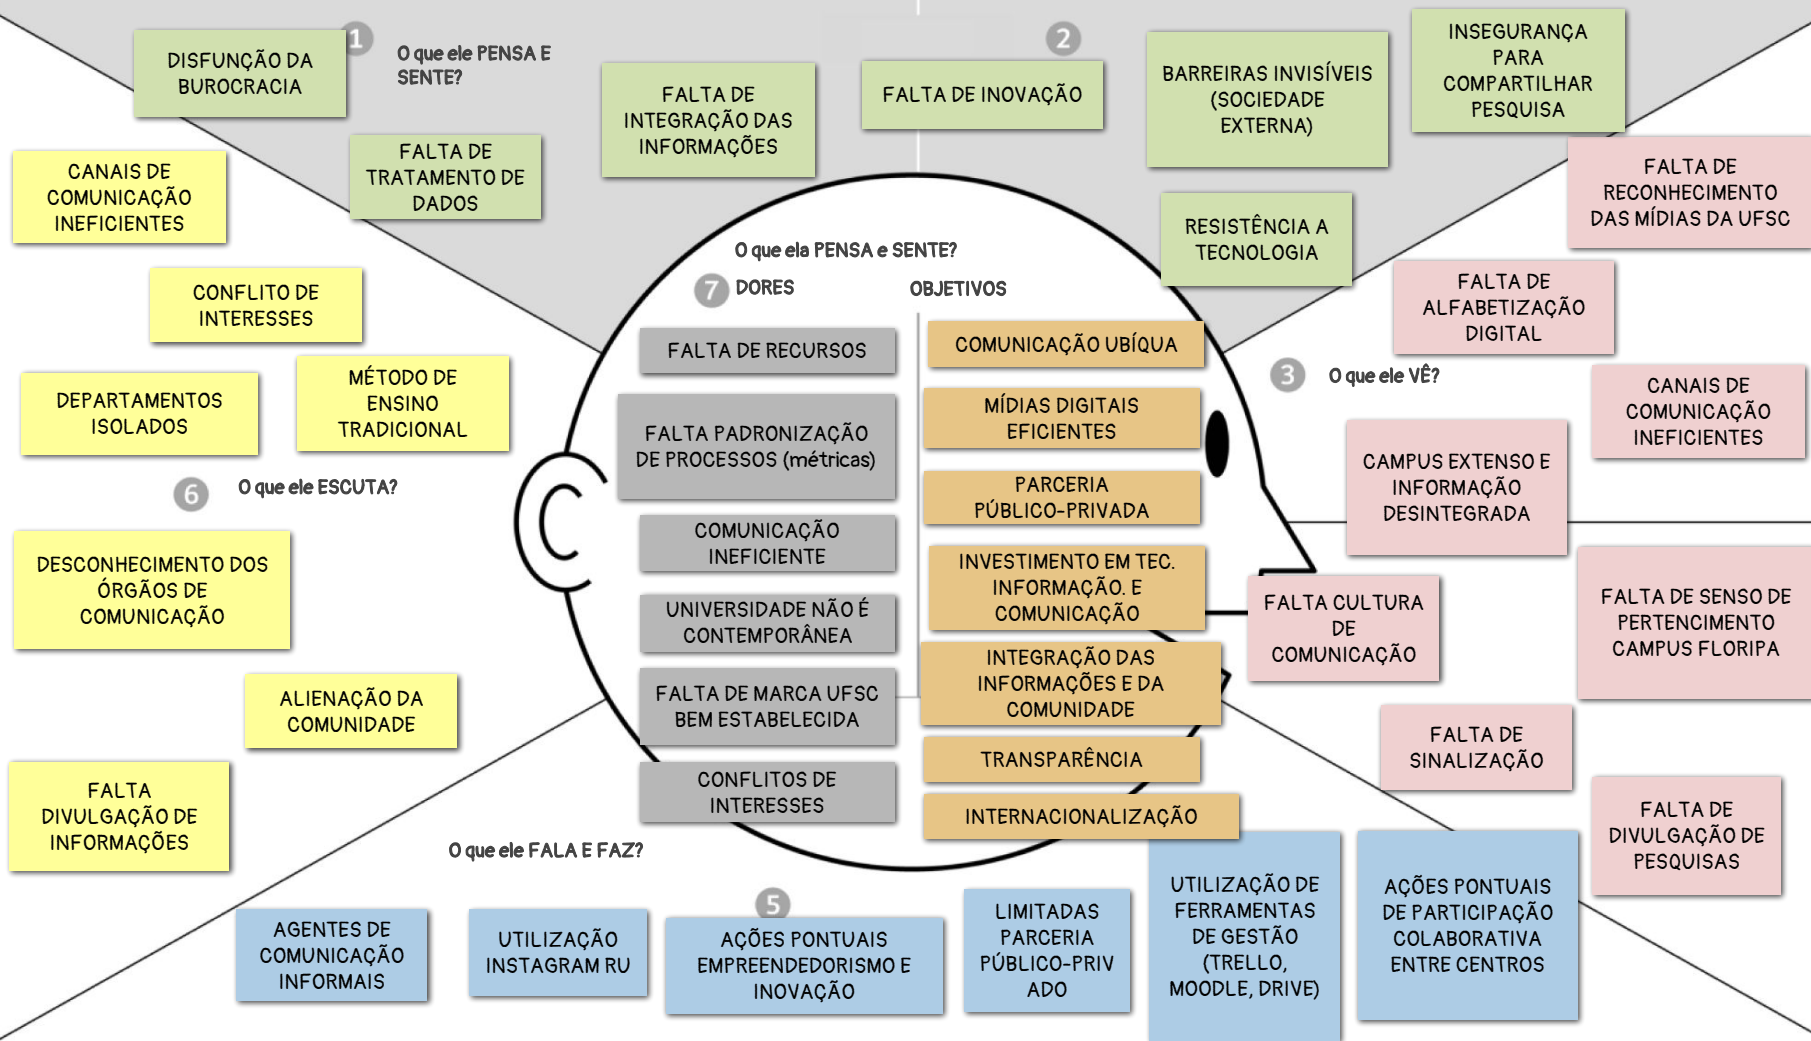 1
O que ele PENSA E
SENTE?
2
DISFUNÇÃO DA
BUROCRACIA
FALTA DE
TRATAMENTO DE
DADOS
FALTA DE
INTEGRAÇÃO DAS
INFORMAÇÕES
FALTA DE INOVAÇÃO
BARREIRAS INVISÍVEIS
(SOCIEDADE
EXTERNA)
INSEGURANÇA
PARA
COMPARTILHAR
PESQUISA
RESISTÊNCIA A
TECNOLOGIA
CANAIS DE
COMUNICAÇÃO
INEFICIENTES
CONFLITO DE
INTERESSES
DEPARTAMENTOS
ISOLADOS
MÉTODO DE
ENSINO
TRADICIONAL
6
O que ele ESCUTA?
DESCONHECIMENTO DOS
ÓRGÃOS DE
COMUNICAÇÃO
ALIENAÇÃO DA
COMUNIDADE
FALTA
DIVULGAÇÃO DE
INFORMAÇÕES
O que ela PENSA e SENTE?
7
DORES
OBJETIVOS
FALTA DE RECURSOS
FALTA PADRONIZAÇÃO
DE PROCESSOS (métricas)
COMUNICAÇÃO
INEFICIENTE
UNIVERSIDADE NÃO É
CONTEMPORÂNEA
FALTA DE MARCA UFSC
BEM ESTABELECIDA
CONFLITOS DE
INTERESSES
COMUNICAÇÃO UBÍQUA
MÍDIAS DIGITAIS
EFICIENTES
PARCERIA
PÚBLICO-PRIVADA
INVESTIMENTO EM TEC.
INFORMAÇÃO. E
COMUNICAÇÃO
INTEGRAÇÃO DAS
INFORMAÇÕES E DA
COMUNIDADE
TRANSPARÊNCIA
INTERNACIONALIZAÇÃO
FALTA DE
RECONHECIMENTO
DAS MÍDIAS DA UFSC
FALTA DE
ALFABETIZAÇÃO
DIGITAL
3
O que ele VÊ?
CANAIS DE
COMUNICAÇÃO
INEFICIENTES
CAMPUS EXTENSO E
INFORMAÇÃO
DESINTEGRADA
FALTA CULTURA
DE
COMUNICAÇÃO
FALTA DE SENSO DE
PERTENCIMENTO
CAMPUS FLORIPA
FALTA DE
SINALIZAÇÃO
FALTA DE
DIVULGAÇÃO DE
PESQUISAS
O que ele FALA E FAZ?
5
AGENTES DE
COMUNICAÇÃO
INFORMAIS
UTILIZAÇÃO
INSTAGRAM RU
AÇÕES PONTUAIS
EMPREENDEDORISMO E
INOVAÇÃO
LIMITADAS
PARCERIA
PÚBLICO-PRIV
ADO
UTILIZAÇÃO DE
FERRAMENTAS
DE GESTÃO
(TRELLO,
MOODLE, DRIVE)
AÇÕES PONTUAIS
DE PARTICIPAÇÃO
COLABORATIVA
ENTRE CENTROS